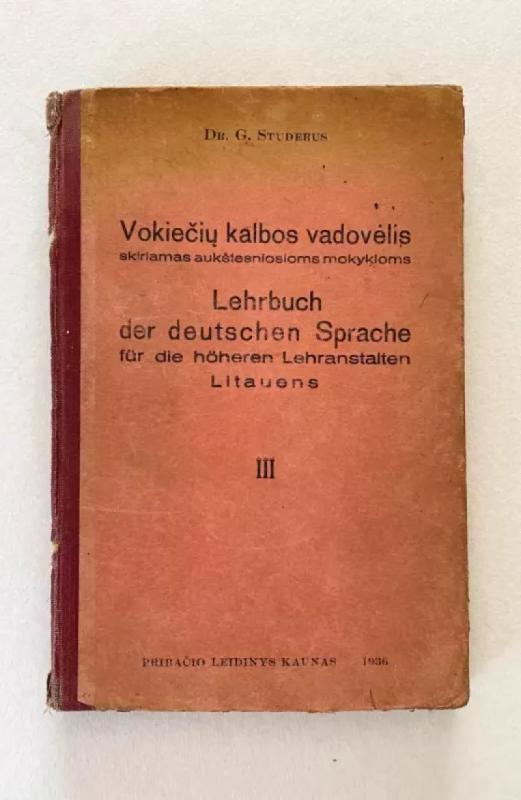 Dr. G. Studerus
Vokiečių kalbos vadovėlis
skiriamas aukštesniosioms mokykloms
Lehrbuch
der deutschen Sprache
für die höheren Lehranstalten
Litauens
III
PRIBAČIO LEIDINYS KAUNAS 1936